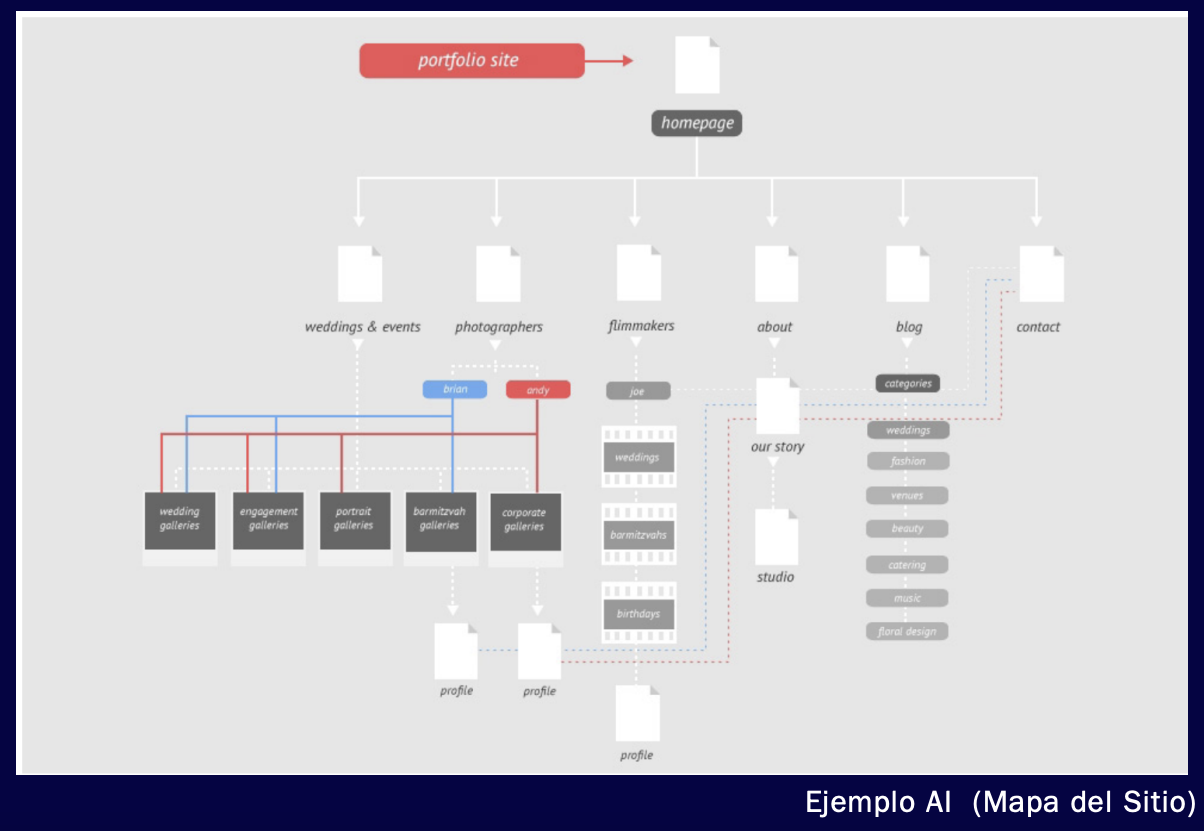 portfolio site
homepage
weddings & events
photographers
flimmakers
about
blog
contact
brian
andy
joe
categories
our story
weddings
fashion
venues
beauty
catering
music
floral design
weddings
barmitzvahs
birthdays
wedding
galleries
engagement
galleries
portrait
galleries
barmitzvah
galleries
corporate
galleries
studio
profile
profile
profile
Ejemplo AI (Mapa del Sitio)